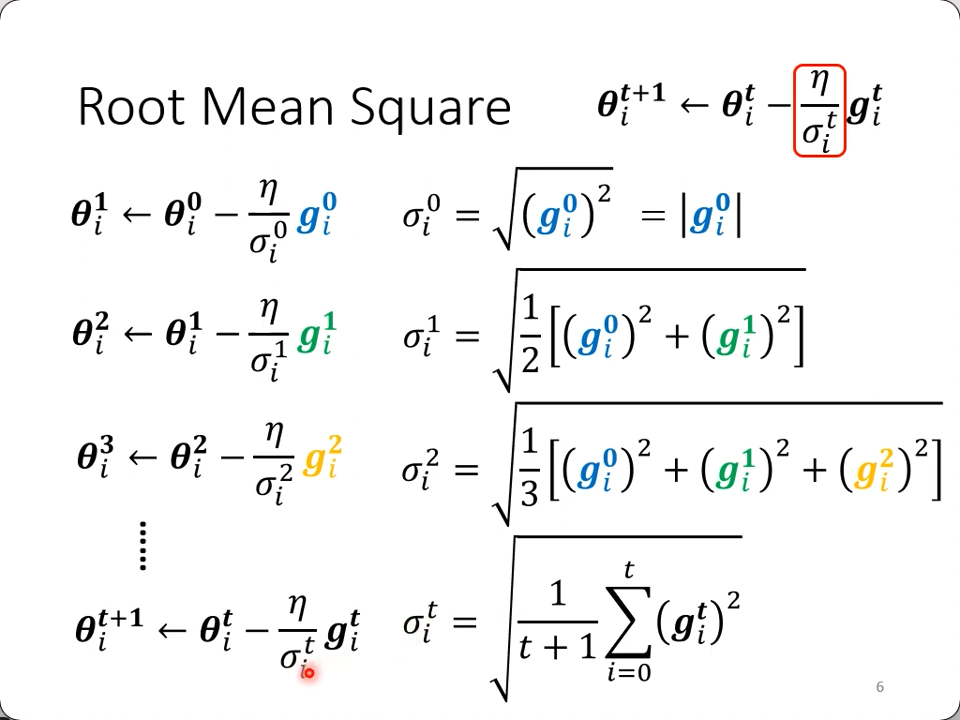 Root Mean Square
θ_i^{t+1} ← θ_i^t − η/σ_i^t g_i^t
θ_i^1 ← θ_i^0 − η/σ_i^0 g_i^0    σ_i^0 = √((g_i^0)^2) = |g_i^0|
θ_i^2 ← θ_i^1 − η/σ_i^1 g_i^1    σ_i^1 = √(1/2[(g_i^0)^2 + (g_i^1)^2])
θ_i^3 ← θ_i^2 − η/σ_i^2 g_i^2    σ_i^2 = √(1/3[(g_i^0)^2 + (g_i^1)^2 + (g_i^2)^2])
θ_i^{t+1} ← θ_i^t − η/σ_i^t g_i^t    σ_i^t = √(1/(t+1) ∑_{i=0}^{t} (g_i^t)^2)
6